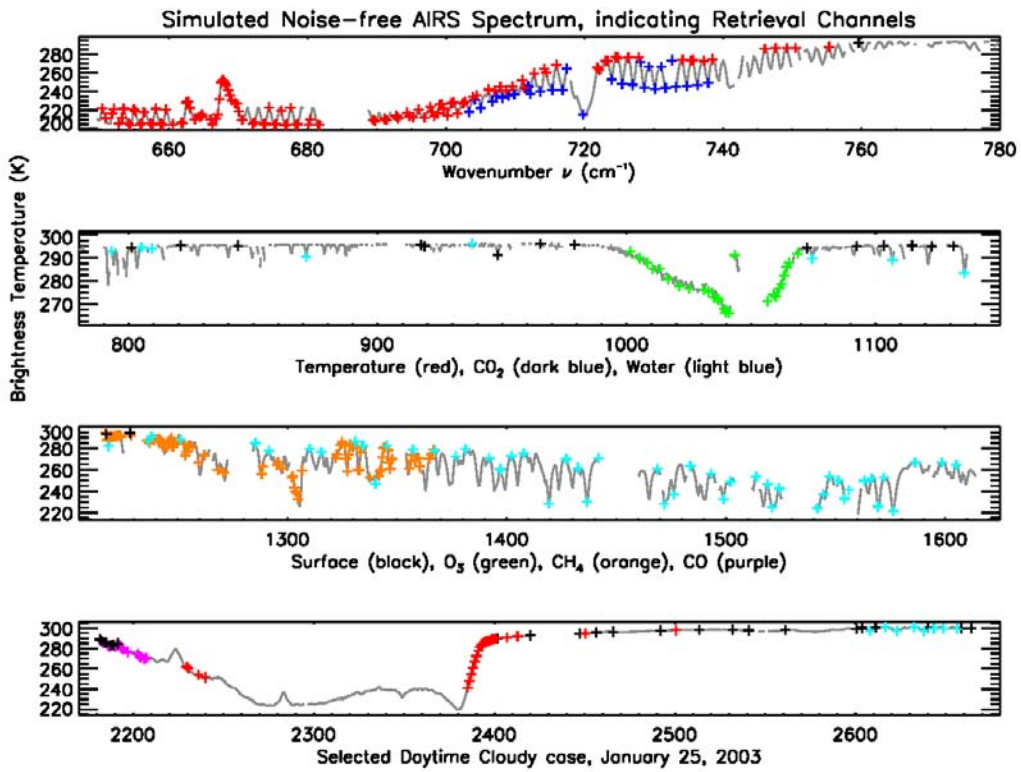 Simulated Noise-free AIRS Spectrum, indicating Retrieval Channels
Brightness Temperature (K)
280
260
240
220
200
660 680 700 720 740 760 780
Wavenumber ν (cm⁻¹)
300
290
280
270
800 900 1000 1100
Temperature (red), CO₂ (dark blue), Water (light blue)
300
280
260
240
220
1300 1400 1500 1600
Surface (black), O₃ (green), CH₄ (orange), CO (purple)
300
280
260
240
220
2200 2300 2400 2500 2600
Selected Daytime Cloudy case, January 25, 2003